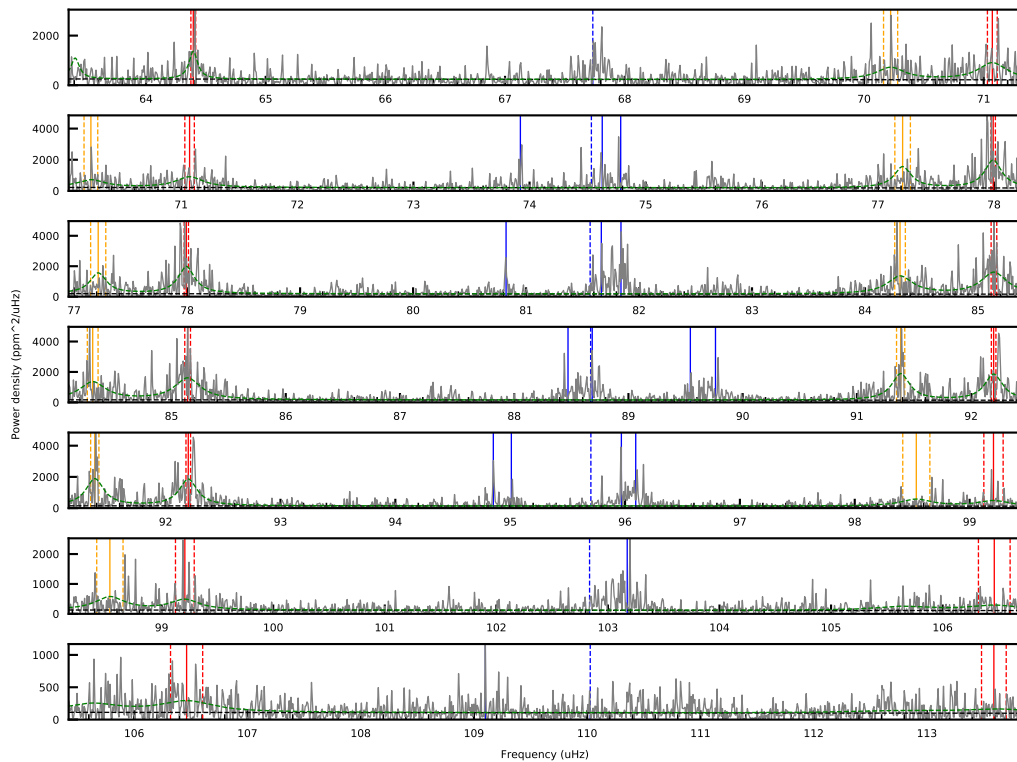 2000
0
64 65 66 67 68 69 70 71
4000
2000
0
71 72 73 74 75 76 77 78
4000
2000
0
77 78 79 80 81 82 83 84 85
Power density (ppm^2/uHz)
4000
2000
0
85 86 87 88 89 90 91 92
4000
2000
0
92 93 94 95 96 97 98 99
2000
1000
0
99 100 101 102 103 104 105 106
1000
500
0
106 107 108 109 110 111 112 113
Frequency (uHz)